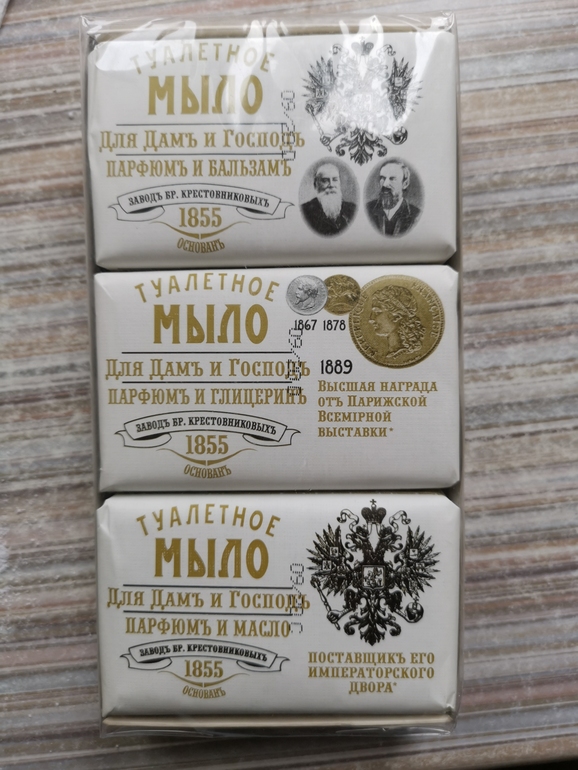 ТУАЛЕТНОЕ
МЫЛО
Для Дамъ и Господъ
ПАРФЮМЪ И БАЛЬЗАМЪ
ЗАВОДЪ БР. КРЕСТОВНИКОВЫХЪ
1855
ОСНОВАНЪ
ТУАЛЕТНОЕ
МЫЛО
1867 1878
Для Дамъ и Господъ
1889
ПАРФЮМЪ И ГЛИЦЕРИНЪ
ВЫСШАЯ НАГРАДА
ОТЪ ПАРИЖСКОЙ
ВСЕМІРНОЙ
ВЫСТАВКИ*
ЗАВОДЪ БР. КРЕСТОВНИКОВЫХЪ
1855
ОСНОВАНЪ
ТУАЛЕТНОЕ
МЫЛО
Для Дамъ и Господъ
ПАРФЮМЪ И МАСЛО
ЗАВОДЪ БР. КРЕСТОВНИКОВЫХЪ
1855
ОСНОВАНЪ
ПОСТАВЩИКЪ ЕГО
ИМПЕРАТОРСКОГО
ДВОРА*